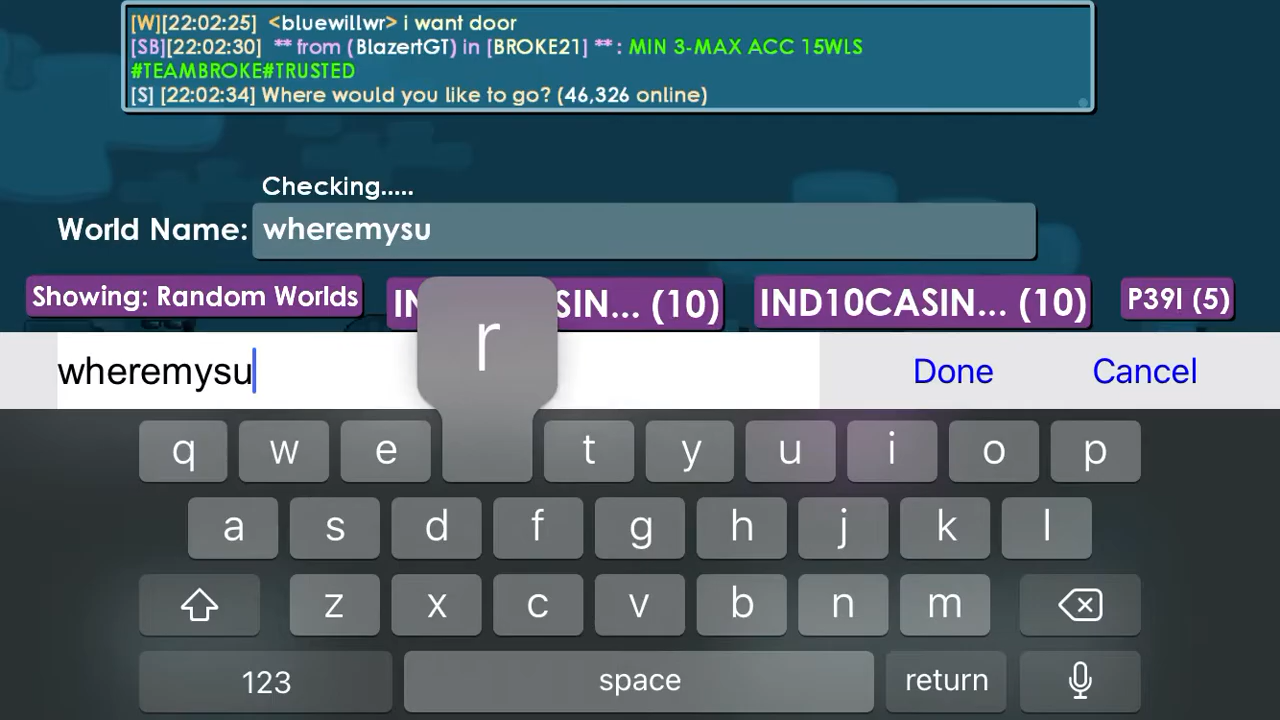 [W][22:02:25] <bluewillwr> i want door
[SB][22:02:30] ** from (BlazertGT) in [BROKE21] ** : MIN 3-MAX ACC 15WLS
#TEAMBROKE#TRUSTED
[S] [22:02:34] Where would you like to go? (46,326 online)
Checking.....
World Name: wheremysu
Showing: Random Worlds IN SIN... (10) IND10CASIN... (10) P39I (5)
r
wheremysu Done Cancel
q w e t y u i o p
a s d f g h j k l
z x c v b n m
123 space return